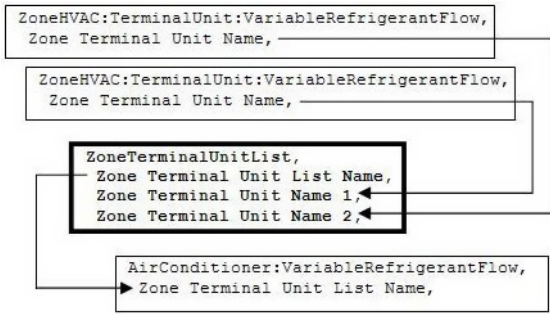 ZoneHVAC:TerminalUnit:VariableRefrigerantFlow,
Zone Terminal Unit Name,
ZoneHVAC:TerminalUnit:VariableRefrigerantFlow,
Zone Terminal Unit Name,
ZoneTerminalUnitList,
Zone Terminal Unit List Name,
Zone Terminal Unit Name 1,
Zone Terminal Unit Name 2,
AirConditioner:VariableRefrigerantFlow,
Zone Terminal Unit List Name,